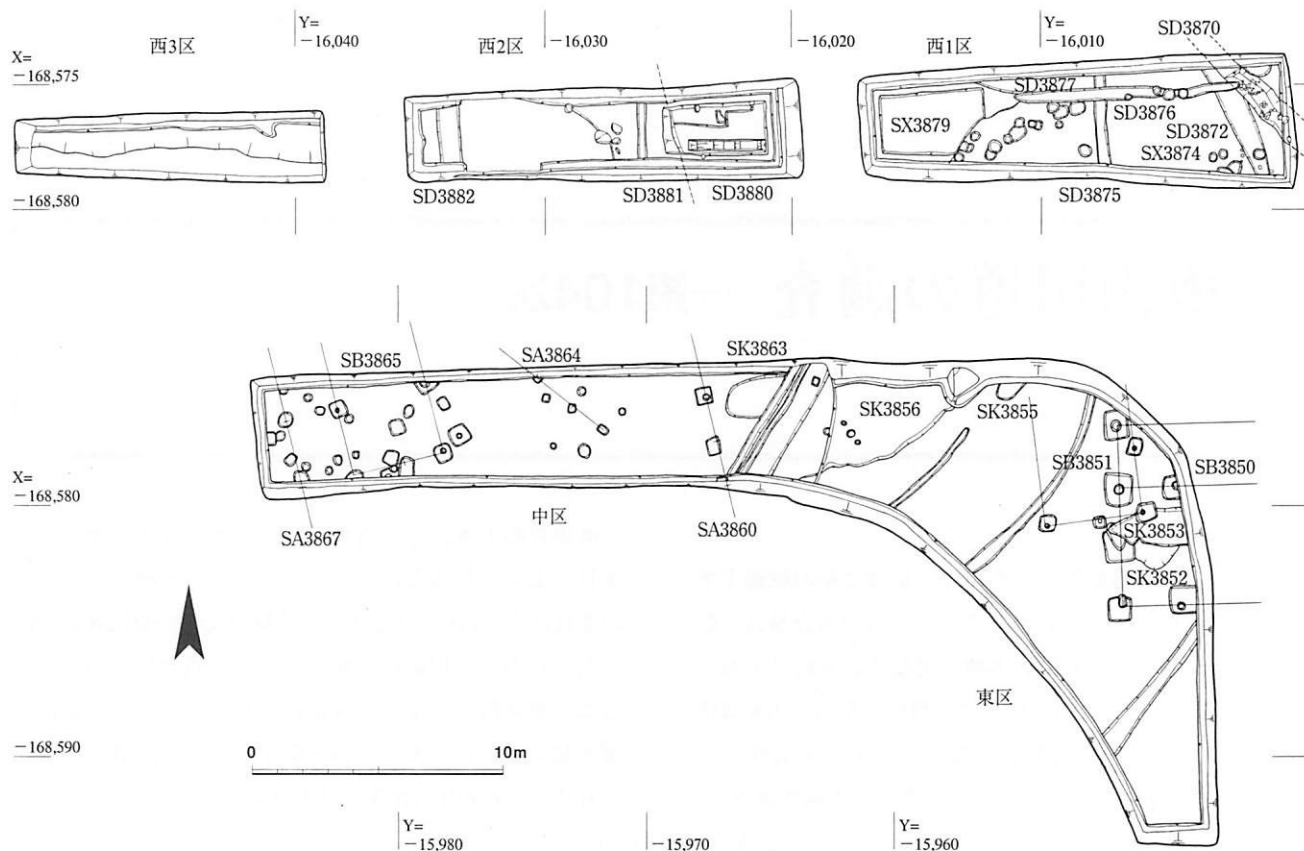 西3区
Y=
-16,040
西2区
Y=
-16,030
-16,020
西1区
Y=
-16,010
SD3870
X=
-168,575
SD3877
SX3879
SD3876
SD3872
SX3874
SD3882
SD3881
SD3880
SD3875
-168,580
SB3865
SA3864
SK3863
SK3856
SK3855
SB3851
SB3850
X=
-168,580
SK3853
中区
SA3867
SA3860
SK3852
東区
-168,590
0
10m
Y=
-15,980
-15,970
Y=
-15,960